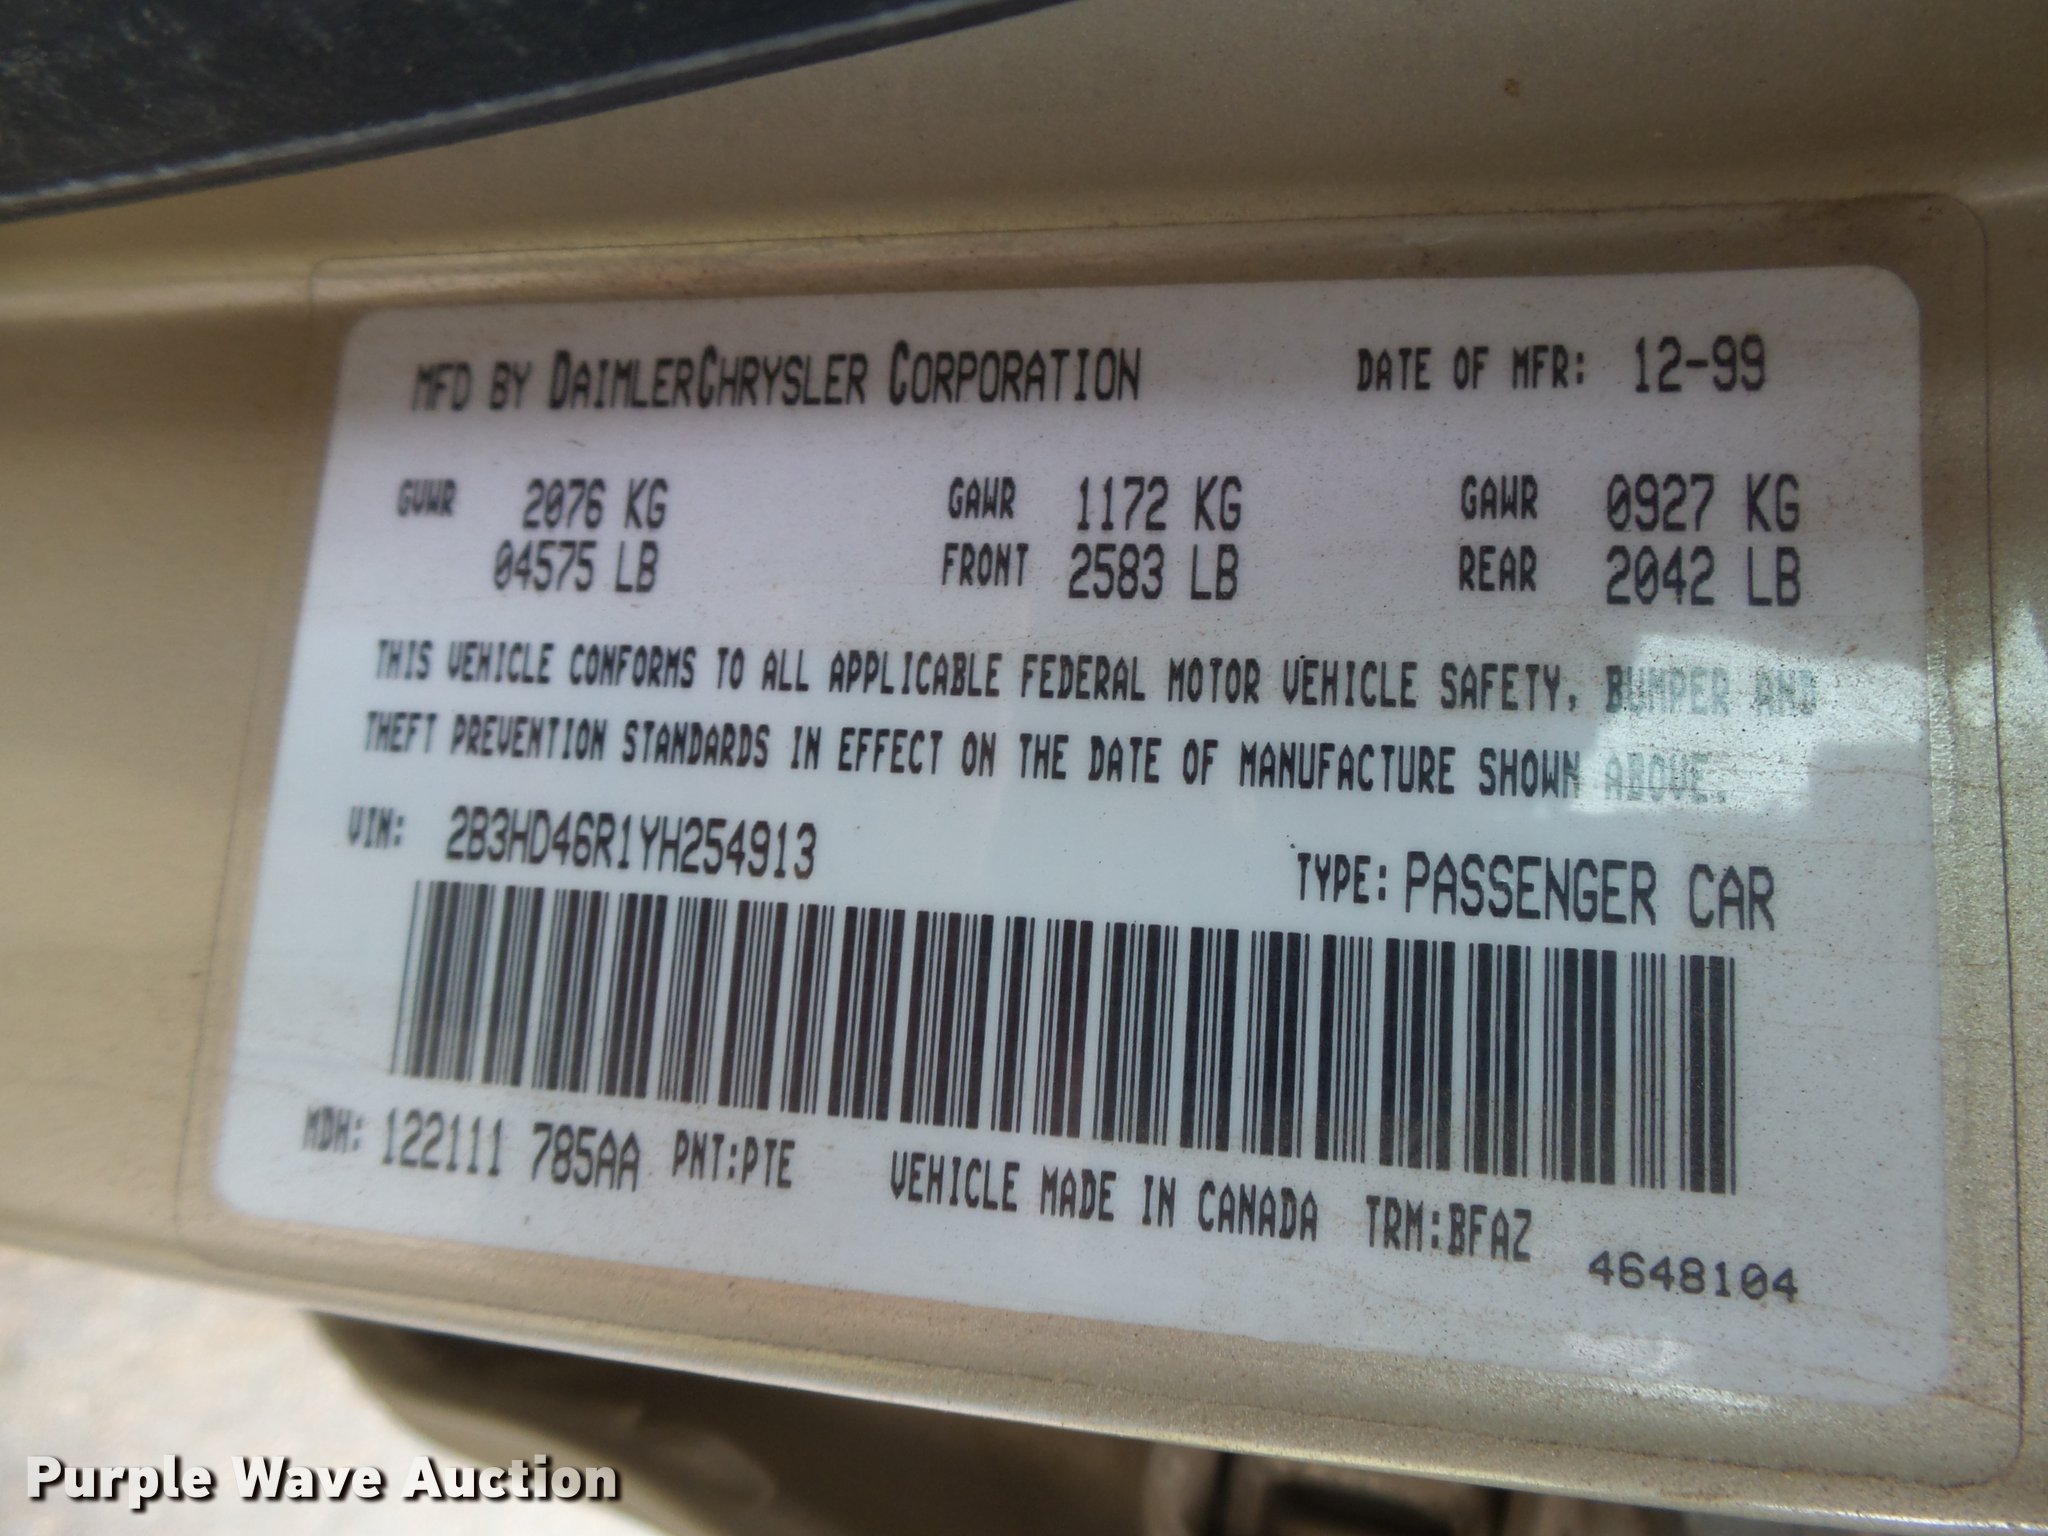 MFD BY DAIMLERCHRYSLER CORPORATION DATE OF MFR: 12-99
GVWR 2076 KG GAWR 1172 KG GAWR 0927 KG
04575 LB FRONT 2583 LB REAR 2042 LB
THIS VEHICLE CONFORMS TO ALL APPLICABLE FEDERAL MOTOR VEHICLE SAFETY, BUMPER AND
THEFT PREVENTION STANDARDS IN EFFECT ON THE DATE OF MANUFACTURE SHOWN ABOVE.
VIN: 2B3HD46R1YH254913 TYPE: PASSENGER CAR
MDH: 122111 785AA PNT:PTE VEHICLE MADE IN CANADA TRM:BFAZ
4648104
Purple Wave Auction